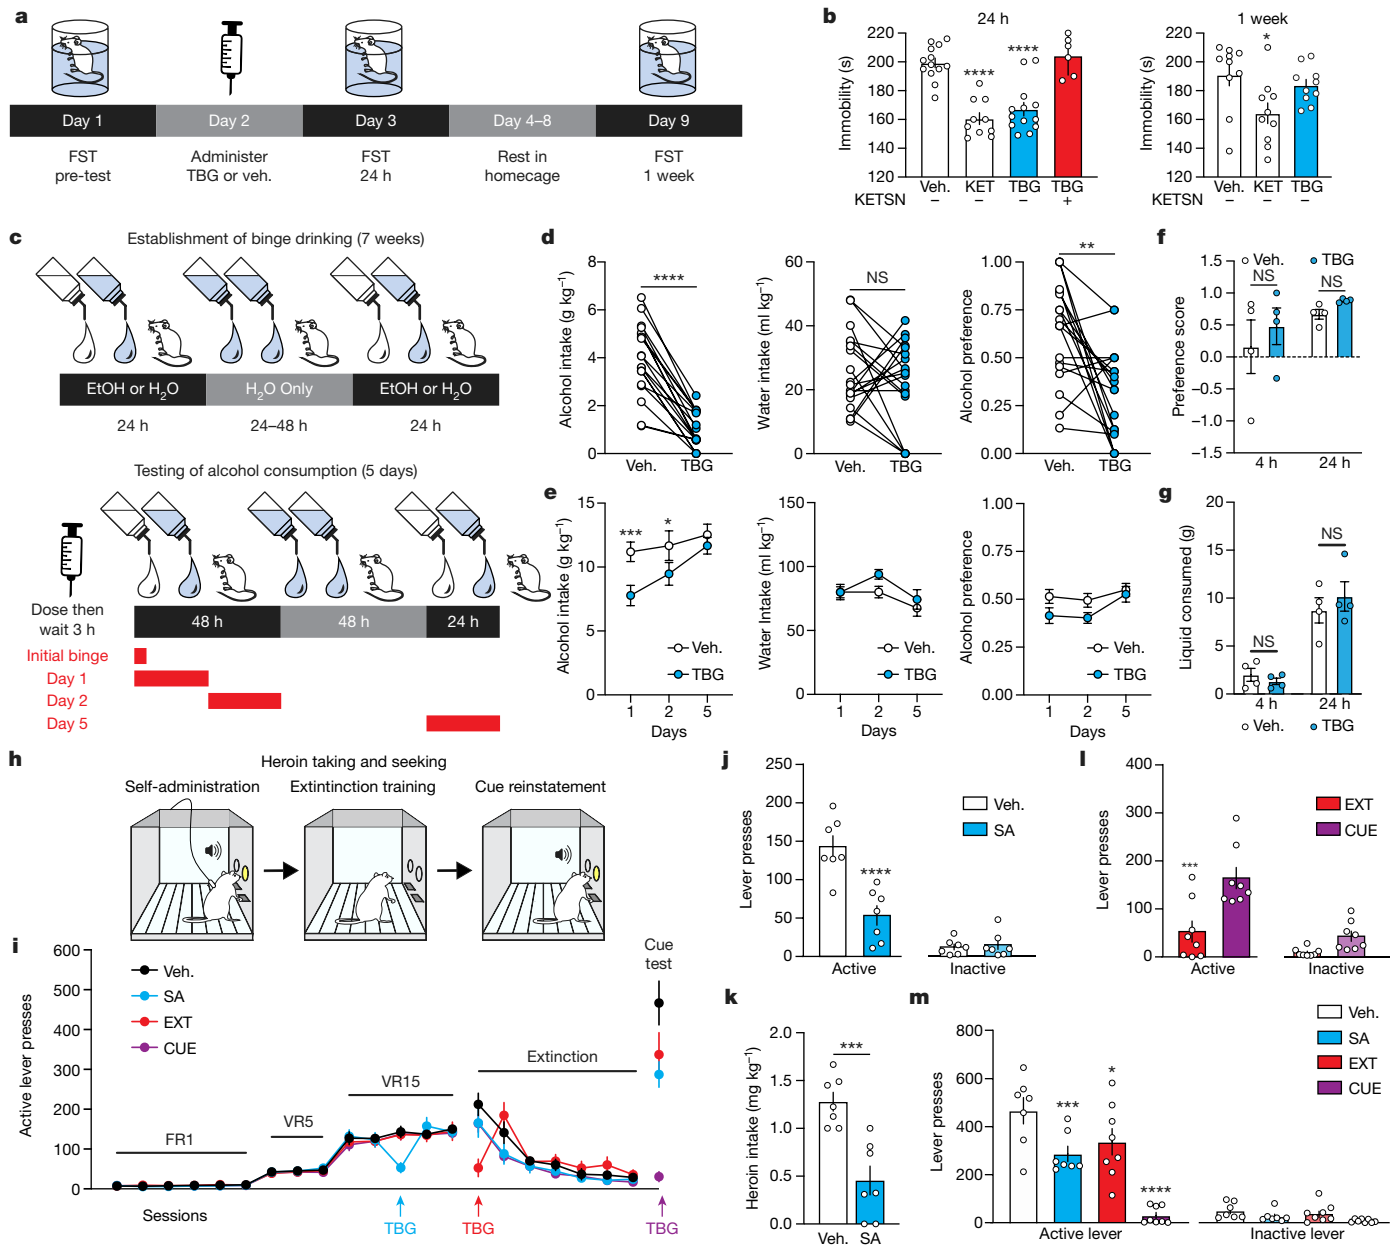 a
Day 1
Day 2
Day 3
Day 4–8
Day 9
FST pre-test
Administer TBG or veh.
FST 24 h
Rest in homecage
FST 1 week
b
24 h
1 week
Immobility (s)
220
200
180
160
140
120
****
****
Veh.
KET
TBG
TBG
KETSN
–
–
–
+
Immobility (s)
220
200
180
160
140
120
*
Veh.
KET
TBG
–
–
–
KETSN
c
Establishment of binge drinking (7 weeks)
EtOH or H2O
H2O Only
EtOH or H2O
24 h
24–48 h
24 h
Testing of alcohol consumption (5 days)
Dose then wait 3 h
48 h
48 h
24 h
Initial binge
Day 1
Day 2
Day 5
d
Alcohol intake (g kg–1)
8
6
4
2
0
****
Veh.
TBG
Water intake (ml kg–1)
60
40
20
0
NS
Veh.
TBG
Alcohol preference
1.00
0.75
0.50
0.25
0.00
**
Veh.
TBG
e
Alcohol intake (g kg–1)
15
10
5
0
***
*
Veh.
TBG
1
2
5
Days
Water Intake (ml kg–1)
150
100
50
0
Veh.
TBG
1
2
5
Days
Alcohol preference
1.00
0.75
0.50
0.25
0.00
Veh.
TBG
1
2
5
Days
f
Veh.
TBG
Preference score
1.5
1.0
0.5
0.0
−0.5
−1.0
−1.5
NS
NS
4 h
24 h
g
Liquid consumed (g)
20
15
10
5
0
NS
NS
4 h
24 h
Veh.
TBG
h
Heroin taking and seeking
Self-administration
Extintinction training
Cue reinstatement
i
Active lever presses
600
500
400
300
200
100
0
Veh.
SA
EXT
CUE
FR1
VR5
VR15
Extinction
Cue test
Sessions
TBG
TBG
TBG
j
Lever presses
250
200
150
100
50
0
Veh.
SA
****
Active
Inactive
k
Heroin intake (mg kg–1)
2.0
1.5
1.0
0.5
0.0
***
Veh.
SA
l
Lever presses
400
300
200
100
0
EXT
CUE
***
Active
Inactive
m
Lever presses
800
600
400
200
0
Veh.
SA
EXT
CUE
***
*
****
Active lever
Inactive lever